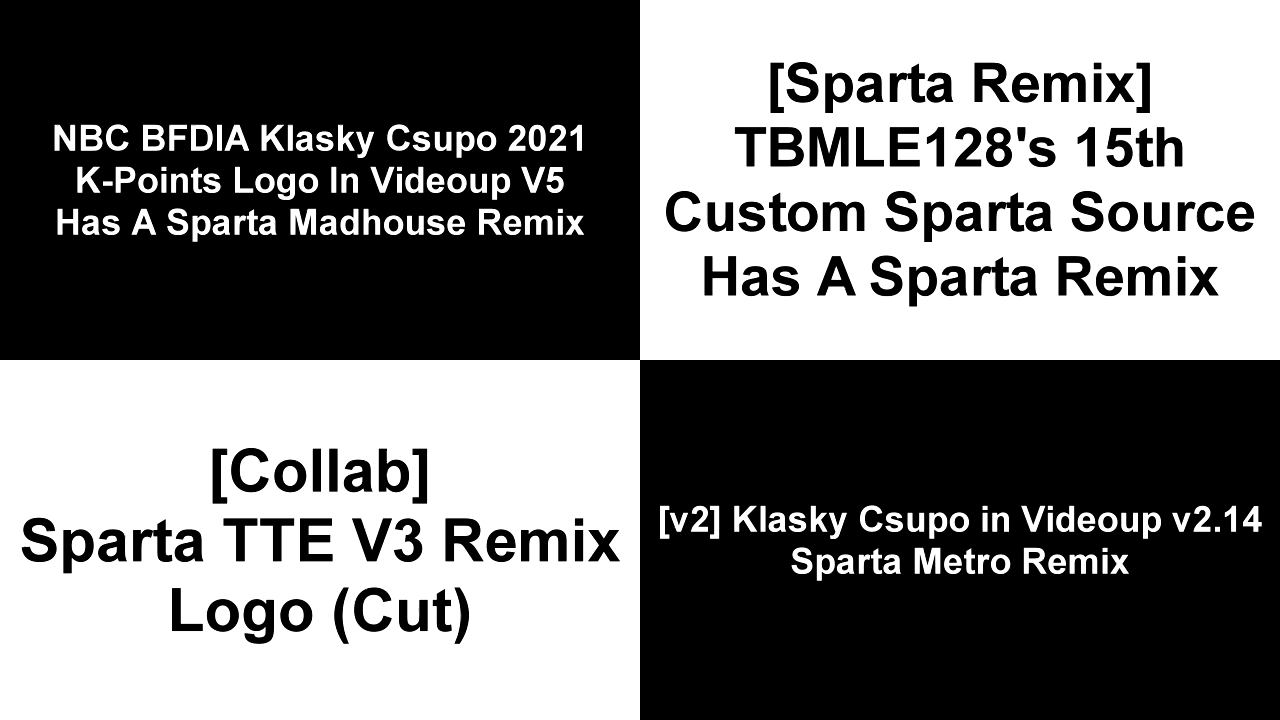 NBC BFDIA Klasky Csupo 2021
K-Points Logo In Videoup V5
Has A Sparta Madhouse Remix
[Sparta Remix]
TBMLE128's 15th
Custom Sparta Source
Has A Sparta Remix
[Collab]
Sparta TTE V3 Remix
Logo (Cut)
[v2] Klasky Csupo in Videoup v2.14
Sparta Metro Remix